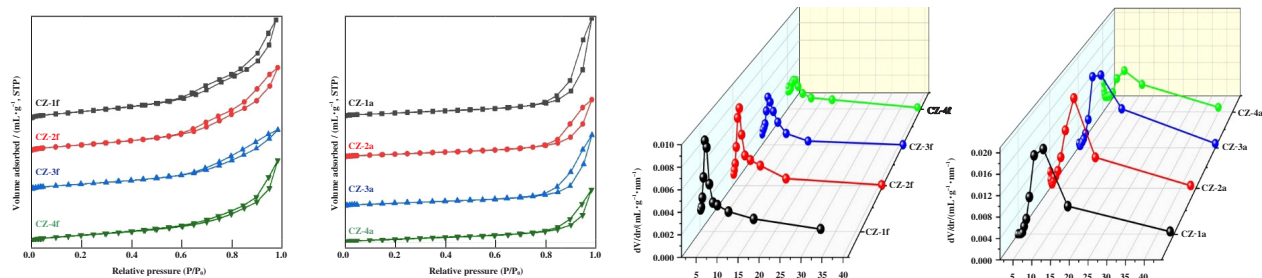 Volume adsorbed / (mL·g⁻¹, STP)
CZ-1f
CZ-2f
CZ-3f
CZ-4f
0.0 0.2 0.4 0.6 0.8 1.0
Relative pressure (P/P₀)
Volume adsorbed / (mL·g⁻¹, STP)
CZ-1a
CZ-2a
CZ-3a
CZ-4a
0.0 0.2 0.4 0.6 0.8 1.0
Relative pressure (P/P₀)
dV/dr/(mL·g⁻¹·nm⁻¹)
0.010
0.008
0.006
0.004
0.002
0.000
5 10 15 20 25 30 35 40
CZ-4f
CZ-3f
CZ-2f
CZ-1f
dV/dr/(mL·g⁻¹·nm⁻¹)
0.020
0.016
0.012
0.008
0.004
0.000
5 10 15 20 25 30 35 40
CZ-4a
CZ-3a
CZ-2a
CZ-1a